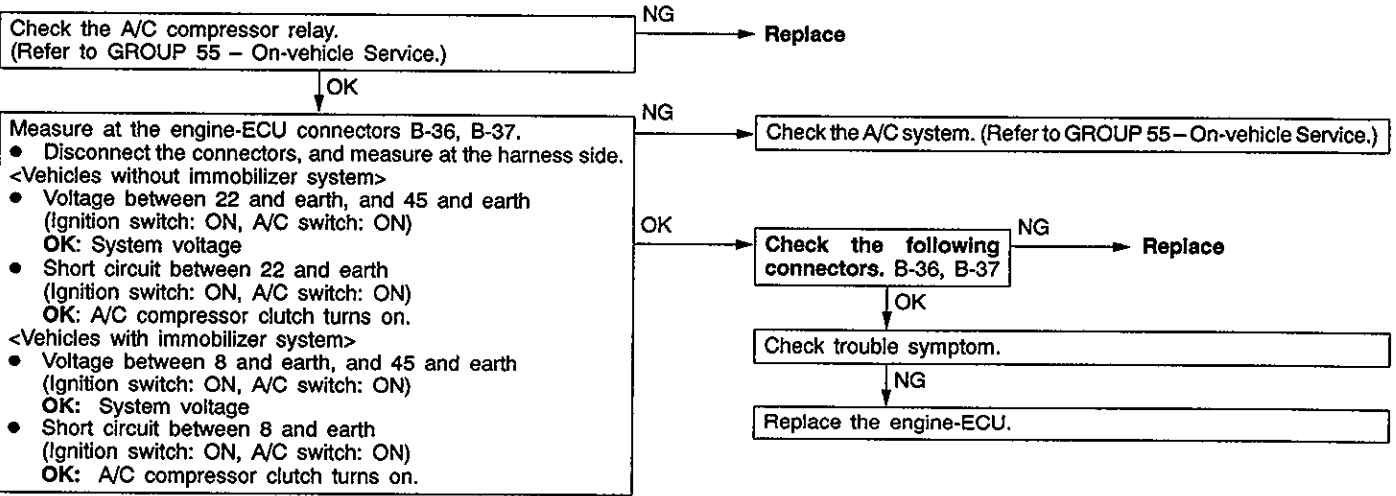 Check the A/C compressor relay.
(Refer to GROUP 55 – On-vehicle Service.)
NG
Replace
OK
Measure at the engine-ECU connectors B-36, B-37.
● Disconnect the connectors, and measure at the harness side.
<Vehicles without immobilizer system>
● Voltage between 22 and earth, and 45 and earth
(Ignition switch: ON, A/C switch: ON)
OK: System voltage
● Short circuit between 22 and earth
(Ignition switch: ON, A/C switch: ON)
OK: A/C compressor clutch turns on.
<Vehicles with immobilizer system>
● Voltage between 8 and earth, and 45 and earth
(Ignition switch: ON, A/C switch: ON)
OK: System voltage
● Short circuit between 8 and earth
(Ignition switch: ON, A/C switch: ON)
OK: A/C compressor clutch turns on.
NG
Check the A/C system. (Refer to GROUP 55 – On-vehicle Service.)
OK
Check the following
connectors. B-36, B-37
NG
Replace
OK
Check trouble symptom.
NG
Replace the engine-ECU.